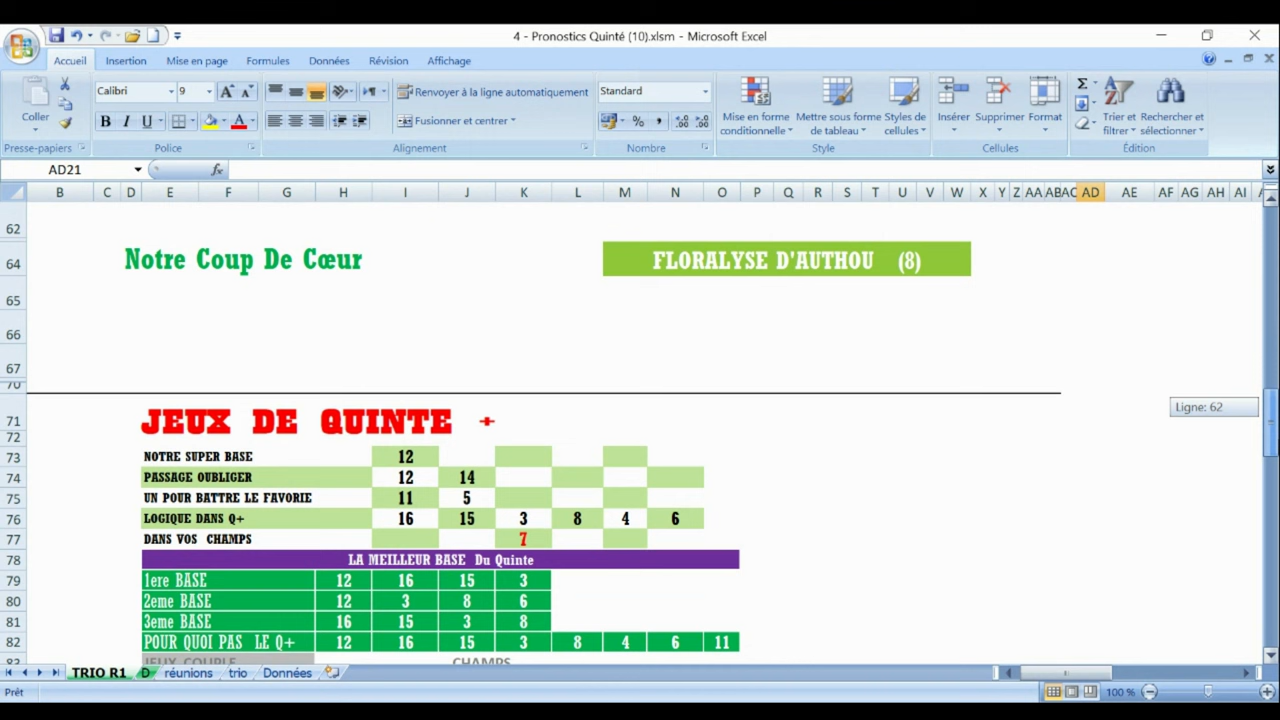 4 - Pronostics Quinté (10).xlsm - Microsoft Excel
Accueil Insertion Mise en page Formules Données Révision Affichage
Coller
Calibri 9
G I U
Renvoyer à la ligne automatiquement
Fusionner et centrer
Standard
% ,
Mise en forme conditionnelle
Mettre sous forme de tableau
Styles de cellules
Insérer Supprimer Format
Trier et filtrer
Rechercher et sélectionner
Presse-papiers Police Alignement Nombre Style Cellules Édition
AD21 fx
B C D E F G H I J K L M N O P Q R S T U V W X Y Z AA AB AC AD AE AF AG AH AI
62
64 Notre Coup De Cœur FLORALYSE D'AUTHOU (8)
65
66
67
70
Ligne: 62
71 JEUX DE QUINTE +
72
73 NOTRE SUPER BASE 12
74 PASSAGE OUBLIGER 12 14
75 UN POUR BATTRE LE FAVORIE 11 5
76 LOGIQUE DANS Q+ 16 15 3 8 4 6
77 DANS VOS CHAMPS 7
78 LA MEILLEUR BASE Du Quinte
79 1ere BASE 12 16 15 3
80 2eme BASE 12 3 8 6
81 3eme BASE 16 15 3 8
82 POUR QUOI PAS LE Q+ 12 16 15 3 8 4 6 11
83 JEUX COUPLE CHAMPS
TRIO R1 D réunions trio Données
Prêt 100 %